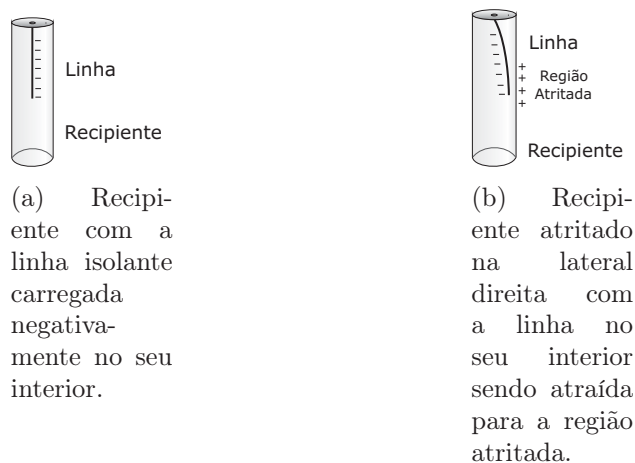 Linha
Recipiente
(a) Recipi-
ente com a
linha isolante
carregada
negativa-
mente no seu
interior.
Linha
Região
Atritada
Recipiente
(b) Recipi-
ente atritado
na lateral
direita com
a linha no
seu interior
sendo atraída
para a região
atritada.